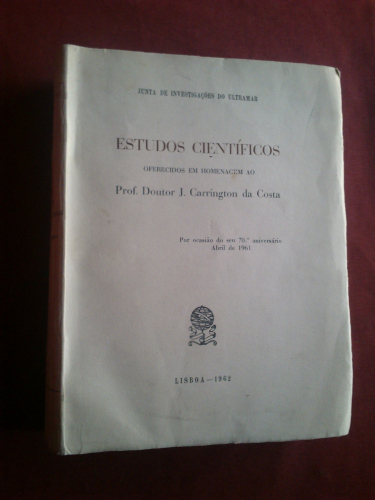 JUNTA DE INVESTIGAÇÕES DO ULTRAMAR
ESTUDOS CIENTÍFICOS
OFERECIDOS EM HOMENAGEM AO
Prof. Doutor J. Carrington da Costa
Por ocasião do seu 70.º aniversário
Abril de 1961
LISBOA — 1962